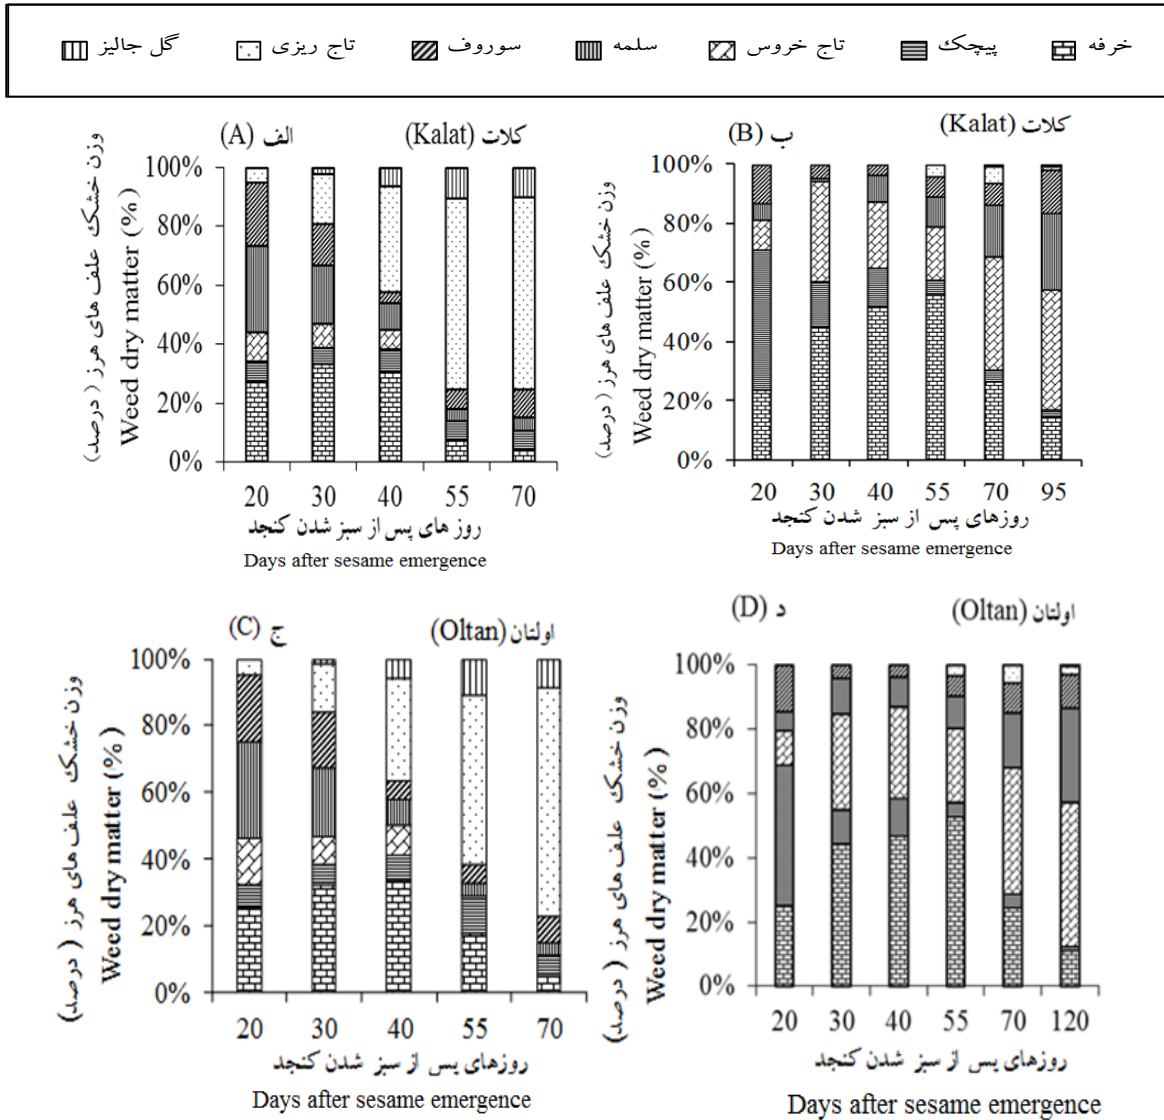 خرفه پیچک تاج خروس سلمه سوروف تاج ریزی گل جالیز
الف (A)
کلات (Kalat)
وزن خشک علف های هرز (درصد)
Weed dry matter (%)
100%
80%
60%
40%
20%
0%
20 30 40 55 70
روز های پس از سبز شدن کنجد
Days after sesame emergence
ب (B)
کلات (Kalat)
وزن خشک علف های هرز (درصد)
Weed dry matter (%)
100%
80%
60%
40%
20%
0%
20 30 40 55 70 95
روزهای پس از سبز شدن کنجد
Days after sesame emergence
ج (C)
اولتان (Oltan)
وزن خشک علف های هرز (درصد)
Weed dry matter (%)
100%
80%
60%
40%
20%
0%
20 30 40 55 70
روزهای پس از سبز شدن کنجد
Days after sesame emergence
د (D)
اولتان (Oltan)
وزن خشک علف های هرز (درصد)
Weed dry matter (%)
100%
80%
60%
40%
20%
0%
20 30 40 55 70 120
روزهای پس از سبز شدن کنجد
Days after sesame emergence